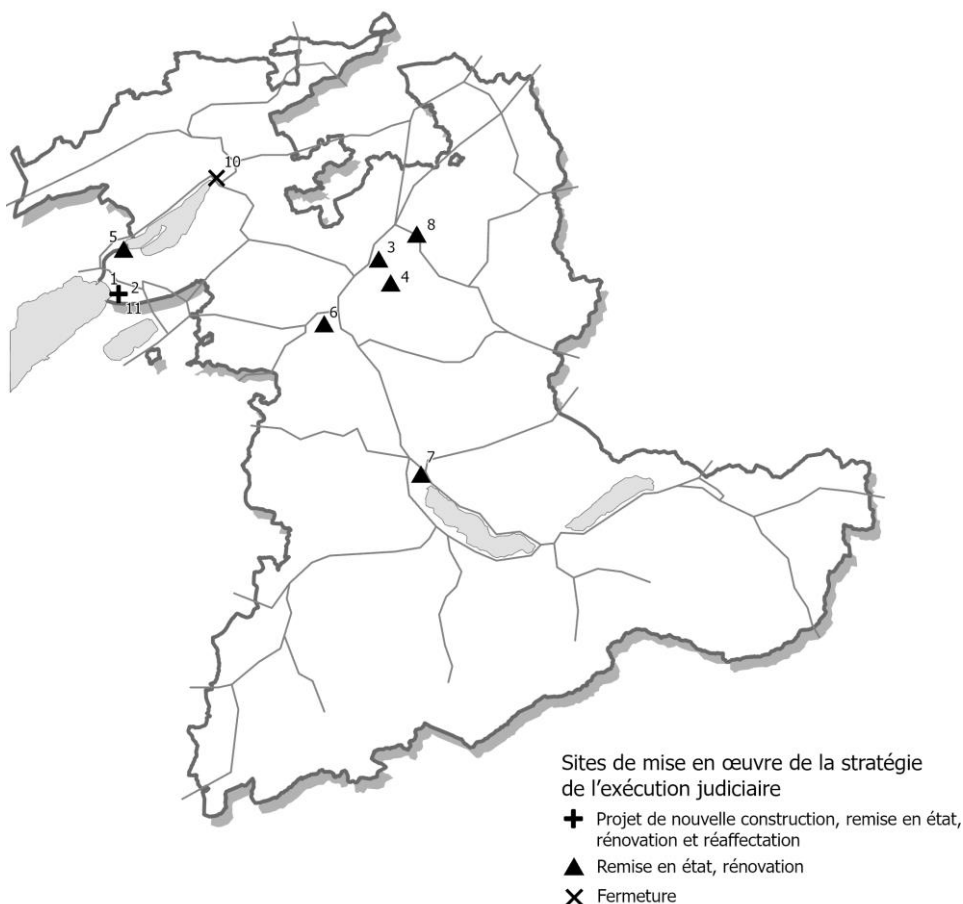 10
8
5
3
4
1
2
11
6
7
Sites de mise en œuvre de la stratégie
de l'exécution judiciaire
Projet de nouvelle construction, remise en état,
rénovation et réaffectation
Remise en état, rénovation
Fermeture